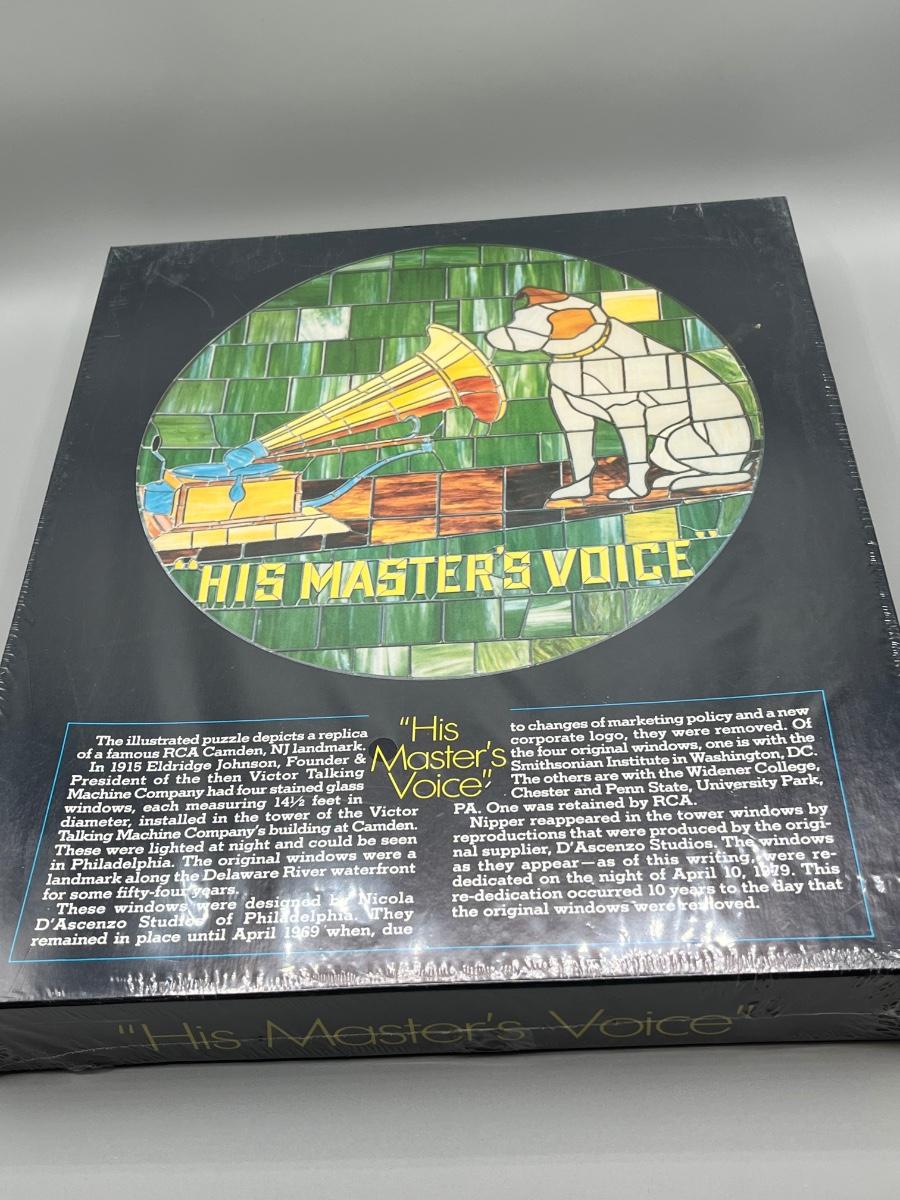 "HIS MASTER'S VOICE"
"His
Master's
Voice"
The illustrated puzzle depicts a replica
of a famous RCA Camden, NJ landmark.
In 1915 Eldridge Johnson, Founder &
President of the then Victor Talking
Machine Company had four stained glass
windows, each measuring 14½ feet in
diameter, installed in the tower of the Victor
Talking Machine Company's building at Camden.
These were lighted at night and could be seen
in Philadelphia. The original windows were a
landmark along the Delaware River waterfront
for some fifty-four years.
These windows were designed by Nicola
D'Ascenzo Studios of Philadelphia. They
remained in place until April 1969 when, due
to changes of marketing policy and a new
corporate logo, they were removed. Of
the four original windows, one is with the
Smithsonian Institute in Washington, DC.
The others are with the Widener College,
Chester and Penn State, University Park,
PA. One was retained by RCA.
Nipper reappeared in the tower windows by
reproductions that were produced by the origi-
nal supplier, D'Ascenzo Studios. The windows
as they appear—as of this writing, were re-
dedicated on the night of April 10, 1979. This
re-dedication occurred 10 years to the day that
the original windows were removed.
"His Master's Voice"